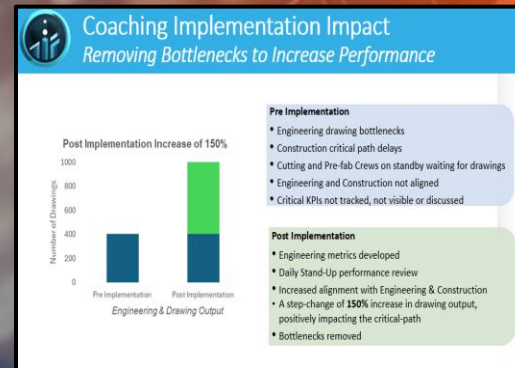 Coaching Implementation Impact
Removing Bottlenecks to Increase Performance
Post Implementation Increase of 150%
Number of Drawings
1000
800
600
400
200
0
Pre Implementation
Post Implementation
Engineering & Drawing Output
Pre Implementation
• Engineering drawing bottlenecks
• Construction critical path delays
• Cutting and Pre-fab Crews on standby waiting for drawings
• Engineering and Construction not aligned
• Critical KPIs not tracked, not visible or discussed
Post Implementation
• Engineering metrics developed
• Daily Stand-Up performance review
• Increased alignment with Engineering & Construction
• A step-change of 150% increase in drawing output,
positively impacting the critical-path
• Bottlenecks removed